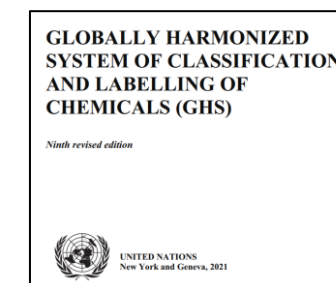 GLOBALLY HARMONIZED
SYSTEM OF CLASSIFICATION
AND LABELLING OF
CHEMICALS (GHS)
Ninth revised edition
UNITED NATIONS
New York and Geneva, 2021